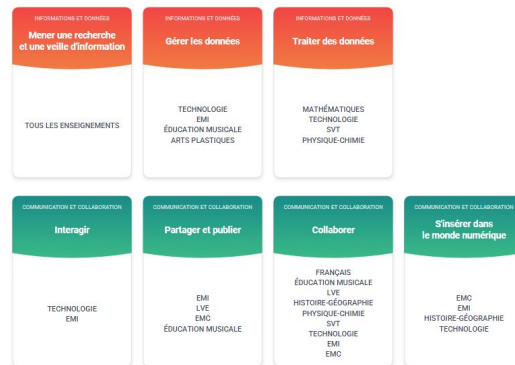 INFORMATIONS ET DONNÉES
Mener une recherche
et une veille d'information
TOUS LES ENSEIGNEMENTS
INFORMATIONS ET DONNÉES
Gérer les données
TECHNOLOGIE
EMI
ÉDUCATION MUSICALE
ARTS PLASTIQUES
INFORMATIONS ET DONNÉES
Traiter des données
MATHÉMATIQUES
TECHNOLOGIE
SVT
PHYSIQUE-CHIMIE
COMMUNICATION ET COLLABORATION
Interagir
TECHNOLOGIE
EMI
COMMUNICATION ET COLLABORATION
Partager et publier
EMI
LVE
EMC
ÉDUCATION MUSICALE
COMMUNICATION ET COLLABORATION
Collaborer
FRANÇAIS
ÉDUCATION MUSICALE
LVE
HISTOIRE-GÉOGRAPHIE
PHYSIQUE-CHIMIE
SVT
TECHNOLOGIE
EMI
EMC
COMMUNICATION ET COLLABORATION
S'insérer dans
le monde numérique
EMC
EMI
HISTOIRE-GÉOGRAPHIE
TECHNOLOGIE